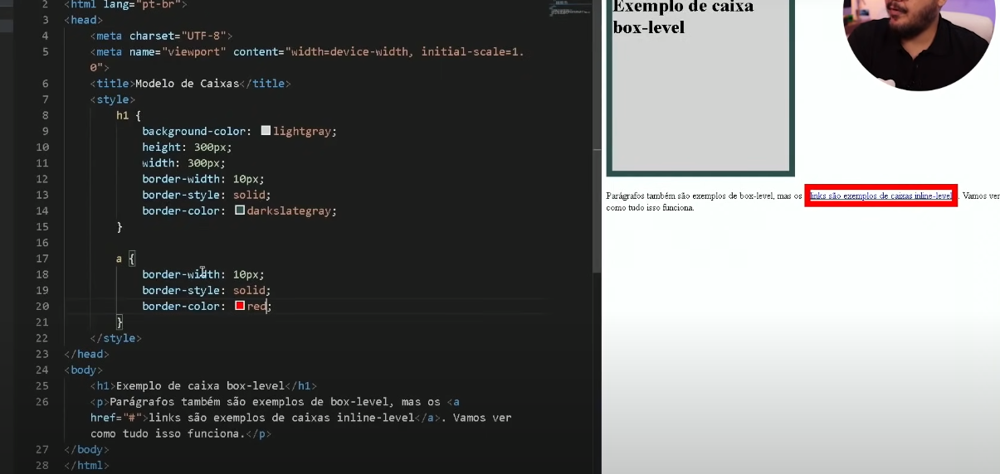 2 <html lang="pt-br">
3 <head>
4 <meta charset="UTF-8">
5 <meta name="viewport" content="width=device-width, initial-scale=1.
0">
6 <title>Modelo de Caixas</title>
7 <style>
8 h1 {
9 background-color: lightgray;
10 height: 300px;
11 width: 300px;
12 border-width: 10px;
13 border-style: solid;
14 border-color: darkslategray;
15 }
16
17 a {
18 border-width: 10px;
19 border-style: solid;
20 border-color: red;
21 }
22 </style>
23 </head>
24 <body>
25 <h1>Exemplo de caixa box-level</h1>
26 <p>Parágrafos também são exemplos de box-level, mas os <a
href="#">links são exemplos de caixas inline-level</a>. Vamos ver
como tudo isso funciona.</p>
27 </body>
28 </html>
Exemplo de caixa
box-level
Parágrafos também são exemplos de box-level, mas os links são exemplos de caixas inline-level. Vamos ver
como tudo isso funciona.